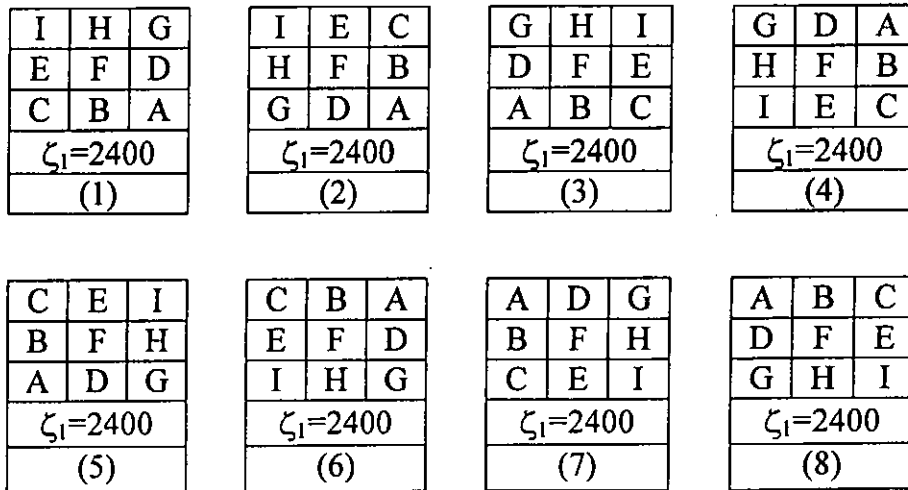 I H G
E F D
C B A
ζ₁=2400
(1)
I E C
H F B
G D A
ζ₁=2400
(2)
G H I
D F E
A B C
ζ₁=2400
(3)
G D A
H F B
I E C
ζ₁=2400
(4)
C E I
B F H
A D G
ζ₁=2400
(5)
C B A
E F D
I H G
ζ₁=2400
(6)
A D G
B F H
C E I
ζ₁=2400
(7)
A B C
D F E
G H I
ζ₁=2400
(8)